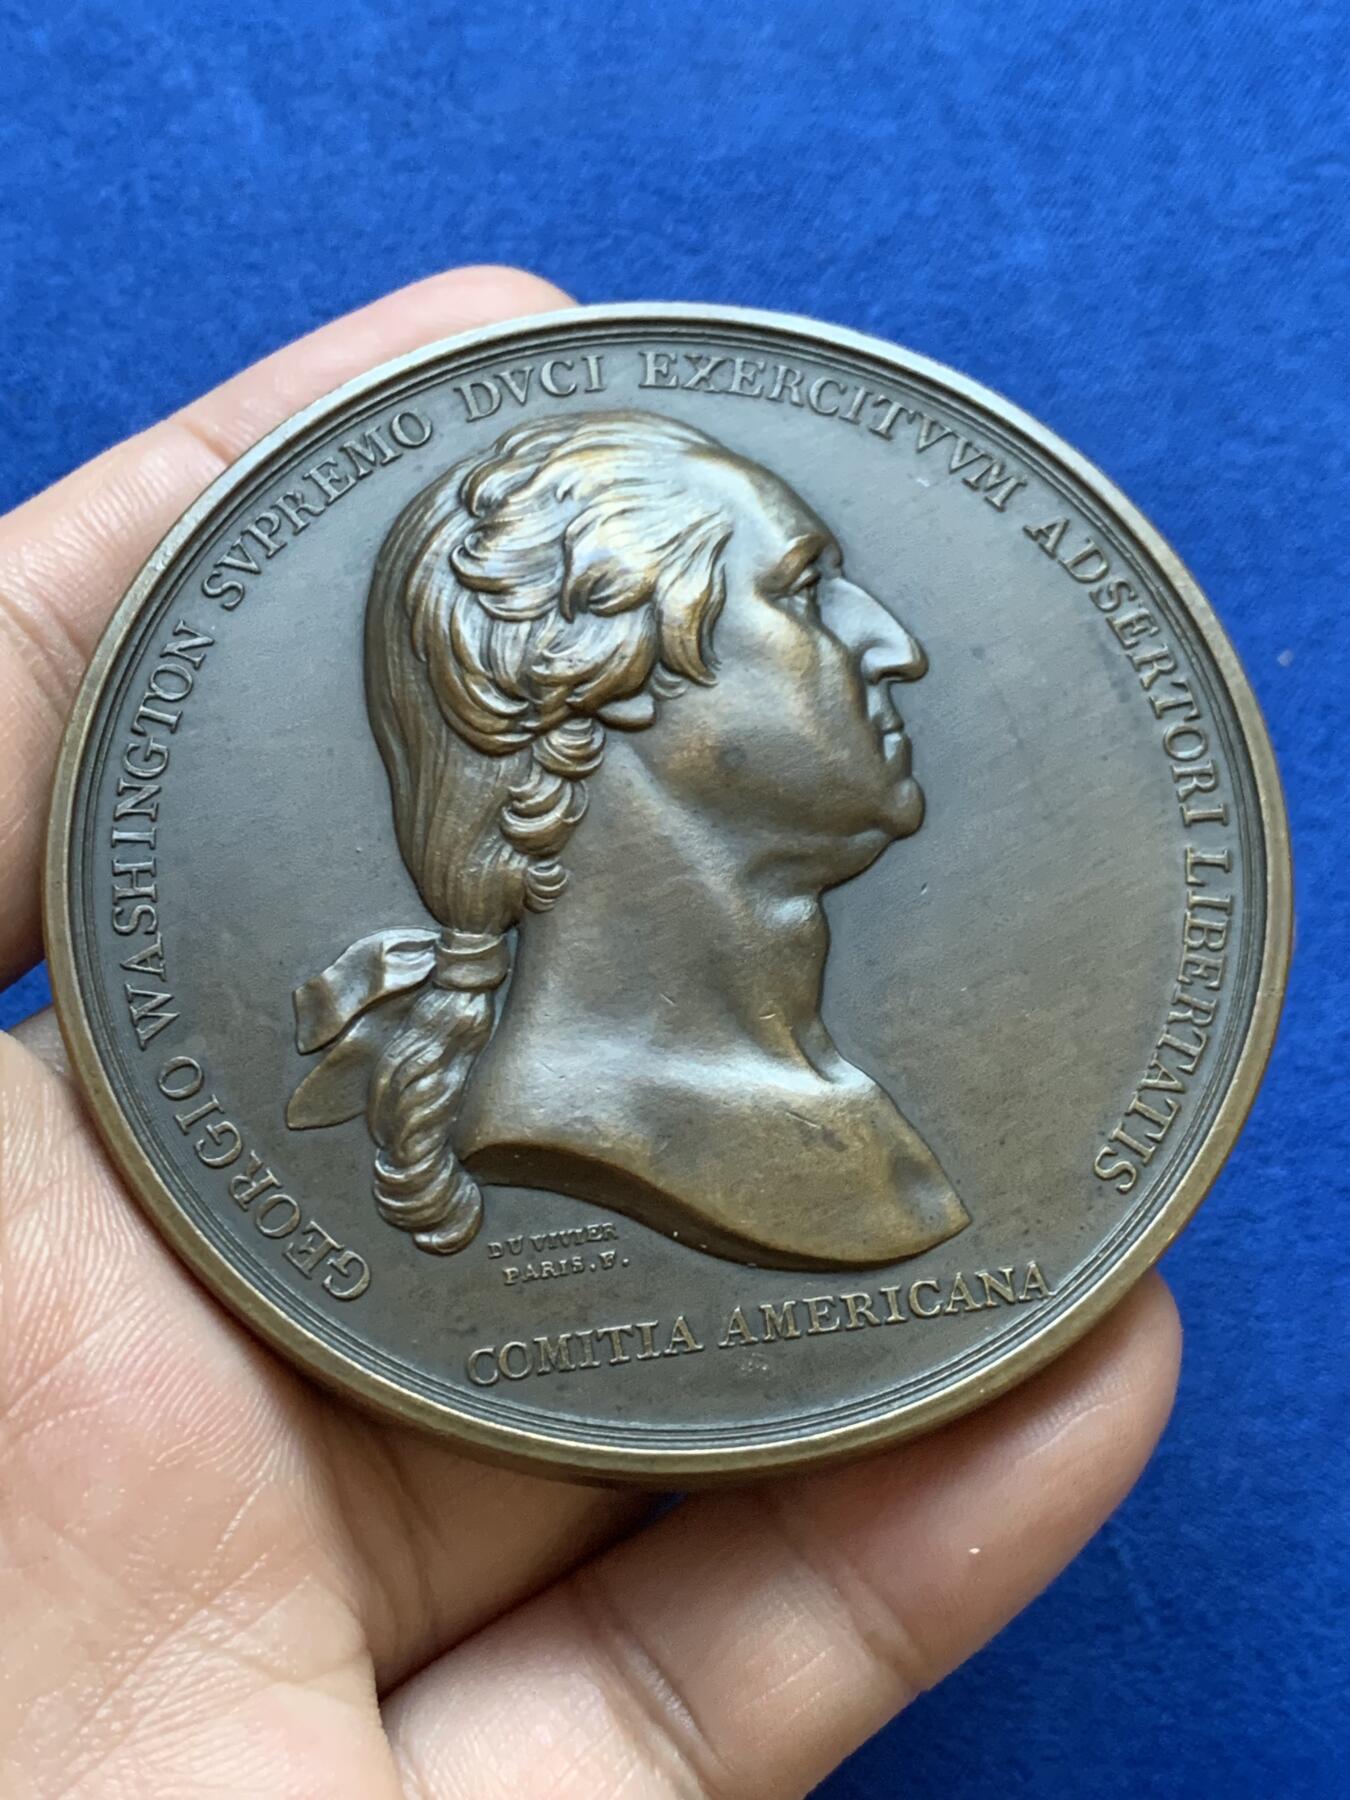 GEORGIO WASHINGTON SVPREMO DVCI EXERCITVVM ADSERTORI LIBERTATIS
DU VIVIER
PARIS. F.
COMITIA AMERICANA